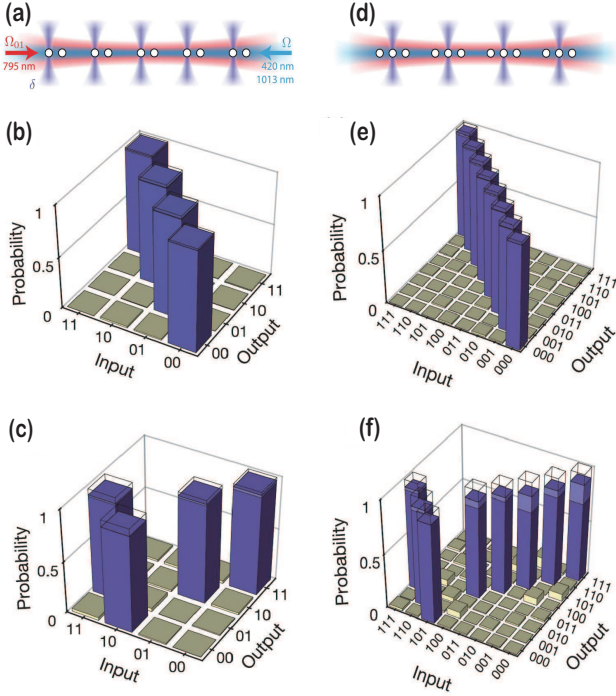 (a)
Ω01
795 nm
δ
Ω
420 nm
1013 nm
(d)
(b)
Probability
1
0.5
0
11
10
01
00
Input
00
01
10
11
Output
(e)
Probability
1
0.5
0
111
110
101
100
011
010
001
000
Input
000
001
010
011
100
101
110
111
Output
(c)
Probability
1
0.5
0
11
10
01
00
Input
00
01
10
11
Output
(f)
Probability
1
0.5
0
111
110
101
100
011
010
001
000
Input
000
001
010
011
100
101
110
111
Output